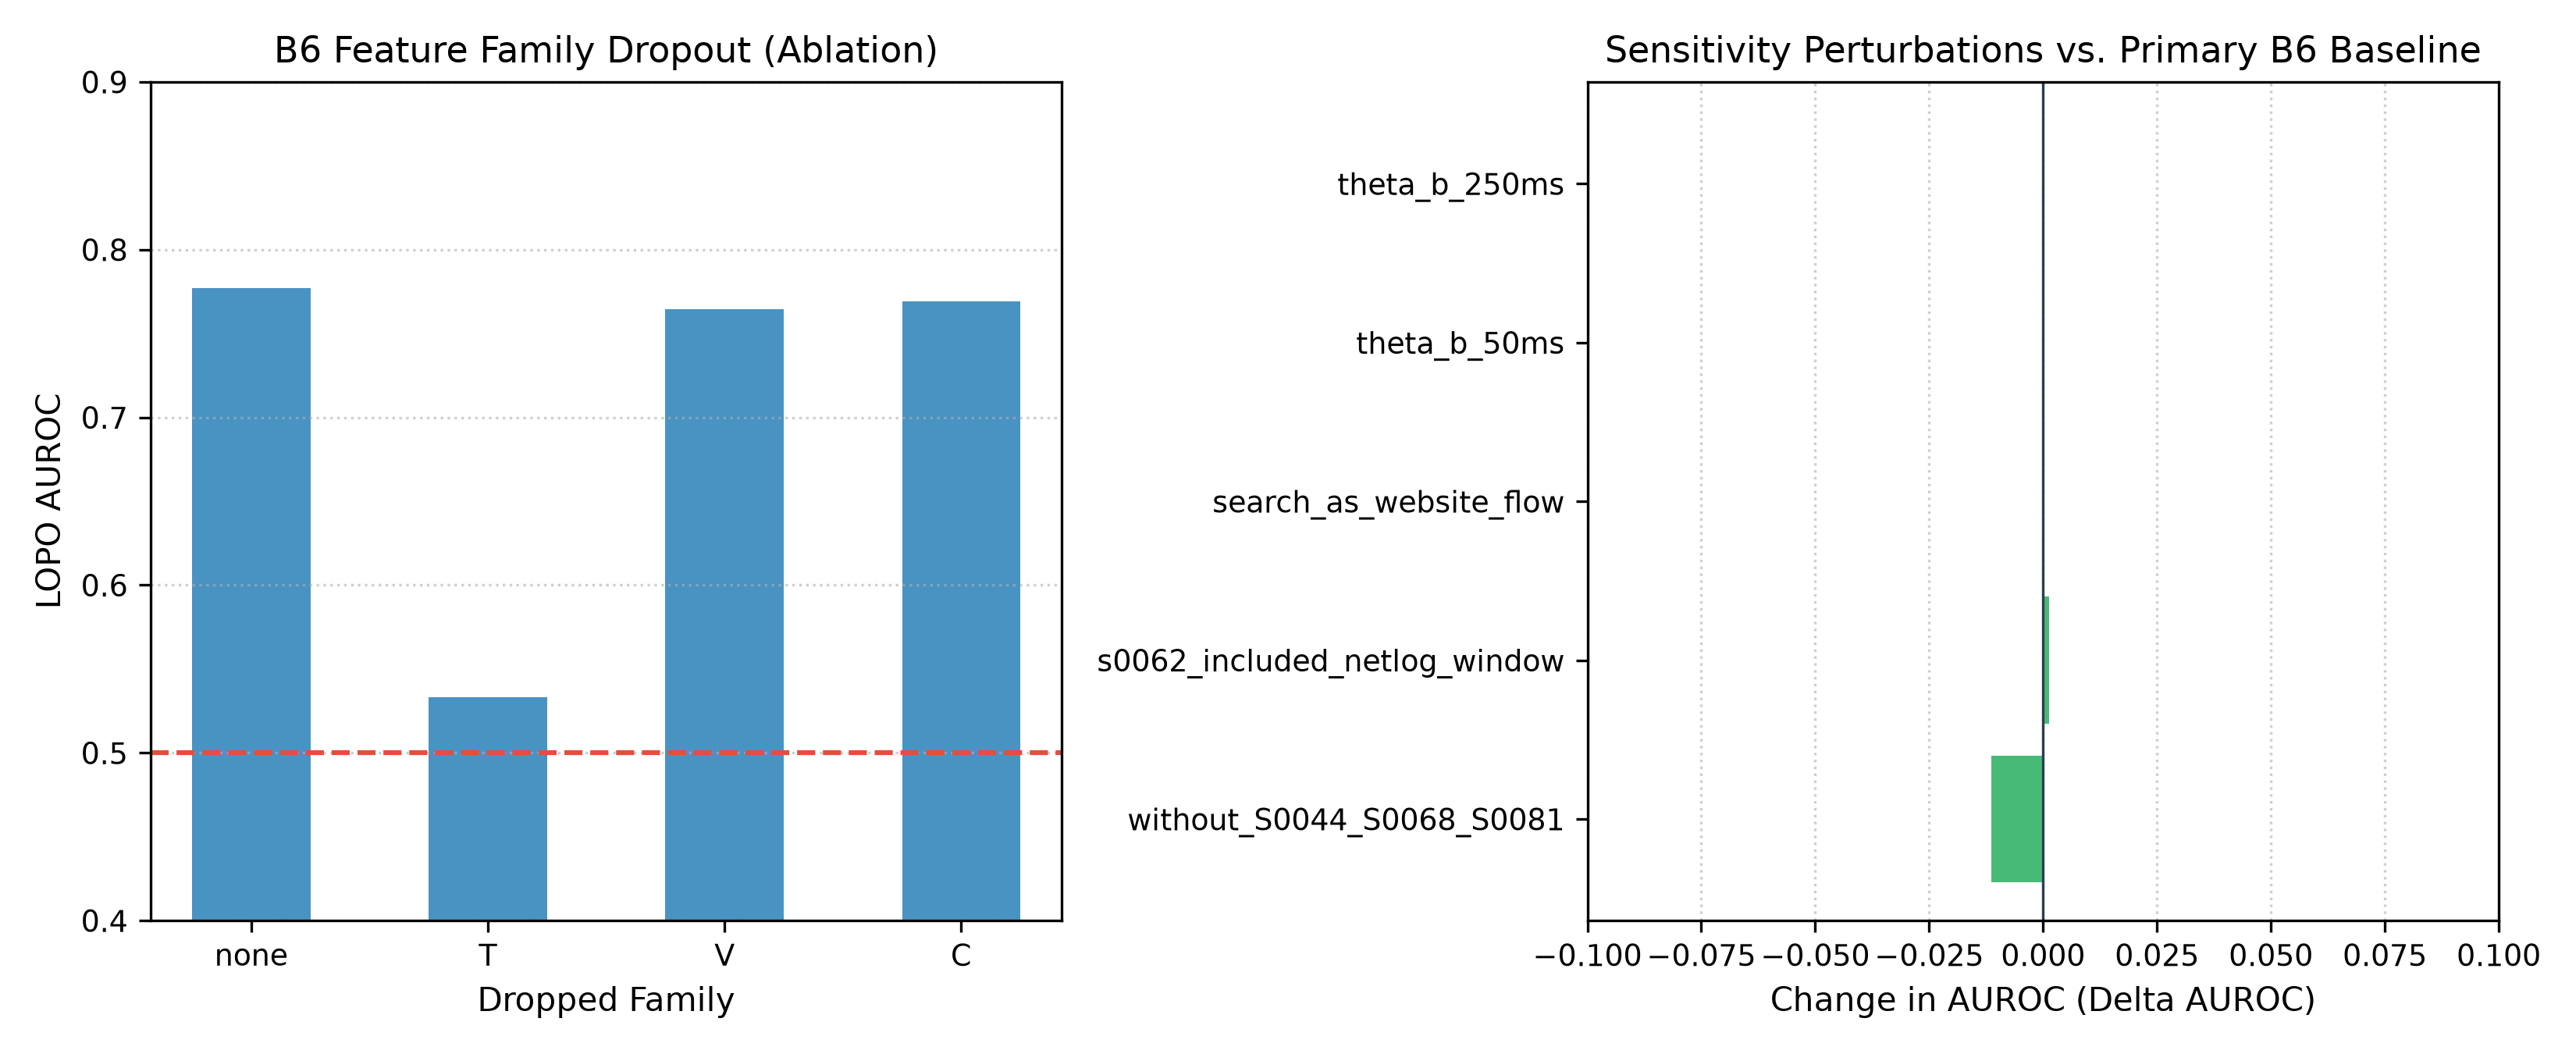 B6 Feature Family Dropout (Ablation)
0.9
0.8
0.7
0.6
0.5
0.4
LOPO AUROC
none T V C
Dropped Family
Sensitivity Perturbations vs. Primary B6 Baseline
theta_b_250ms
theta_b_50ms
search_as_website_flow
s0062_included_netlog_window
without_S0044_S0068_S0081
−0.100 −0.075 −0.050 −0.025 0.000 0.025 0.050 0.075 0.100
Change in AUROC (Delta AUROC)